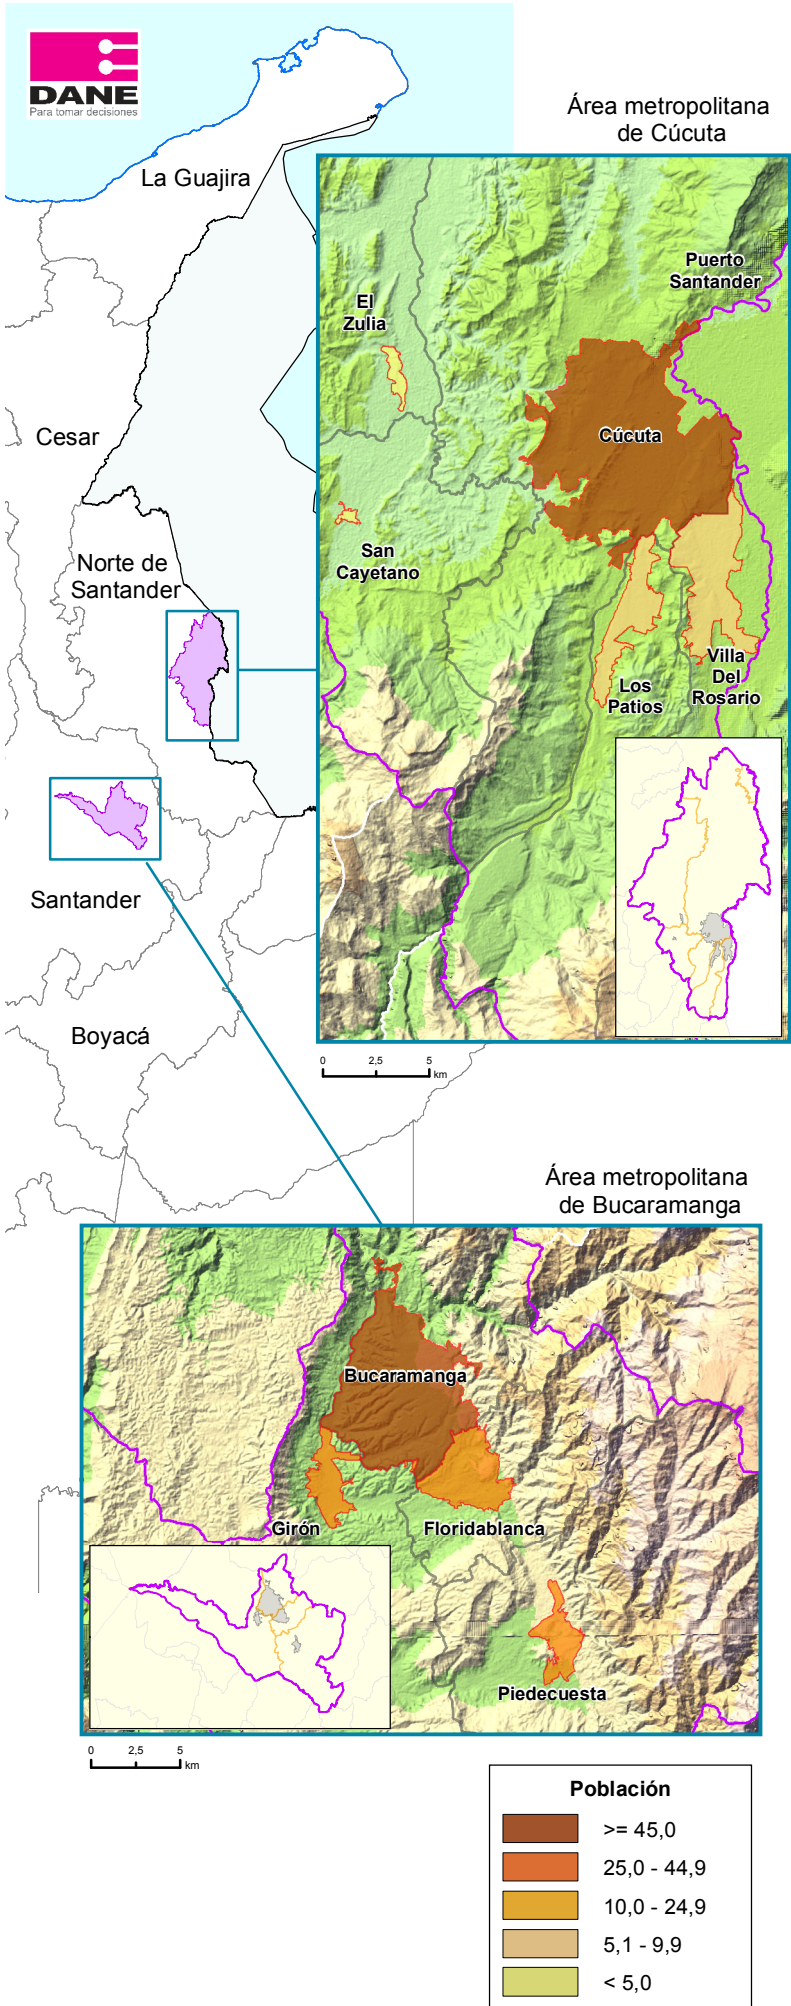 DANE
Para tomar decisiones
Área metropolitana
de Cúcuta
La Guajira
Puerto
Santander
El
Zulia
Cesar
Cúcuta
San
Cayetano
Norte de
Santander
Villa
Del
Rosario
Los
Patios
Santander
Boyacá
0 2,5 5
km
Área metropolitana
de Bucaramanga
Bucaramanga
Girón
Floridablanca
Piedecuesta
0 2,5 5
km
Población
>= 45,0
25,0 - 44,9
10,0 - 24,9
5,1 - 9,9
< 5,0